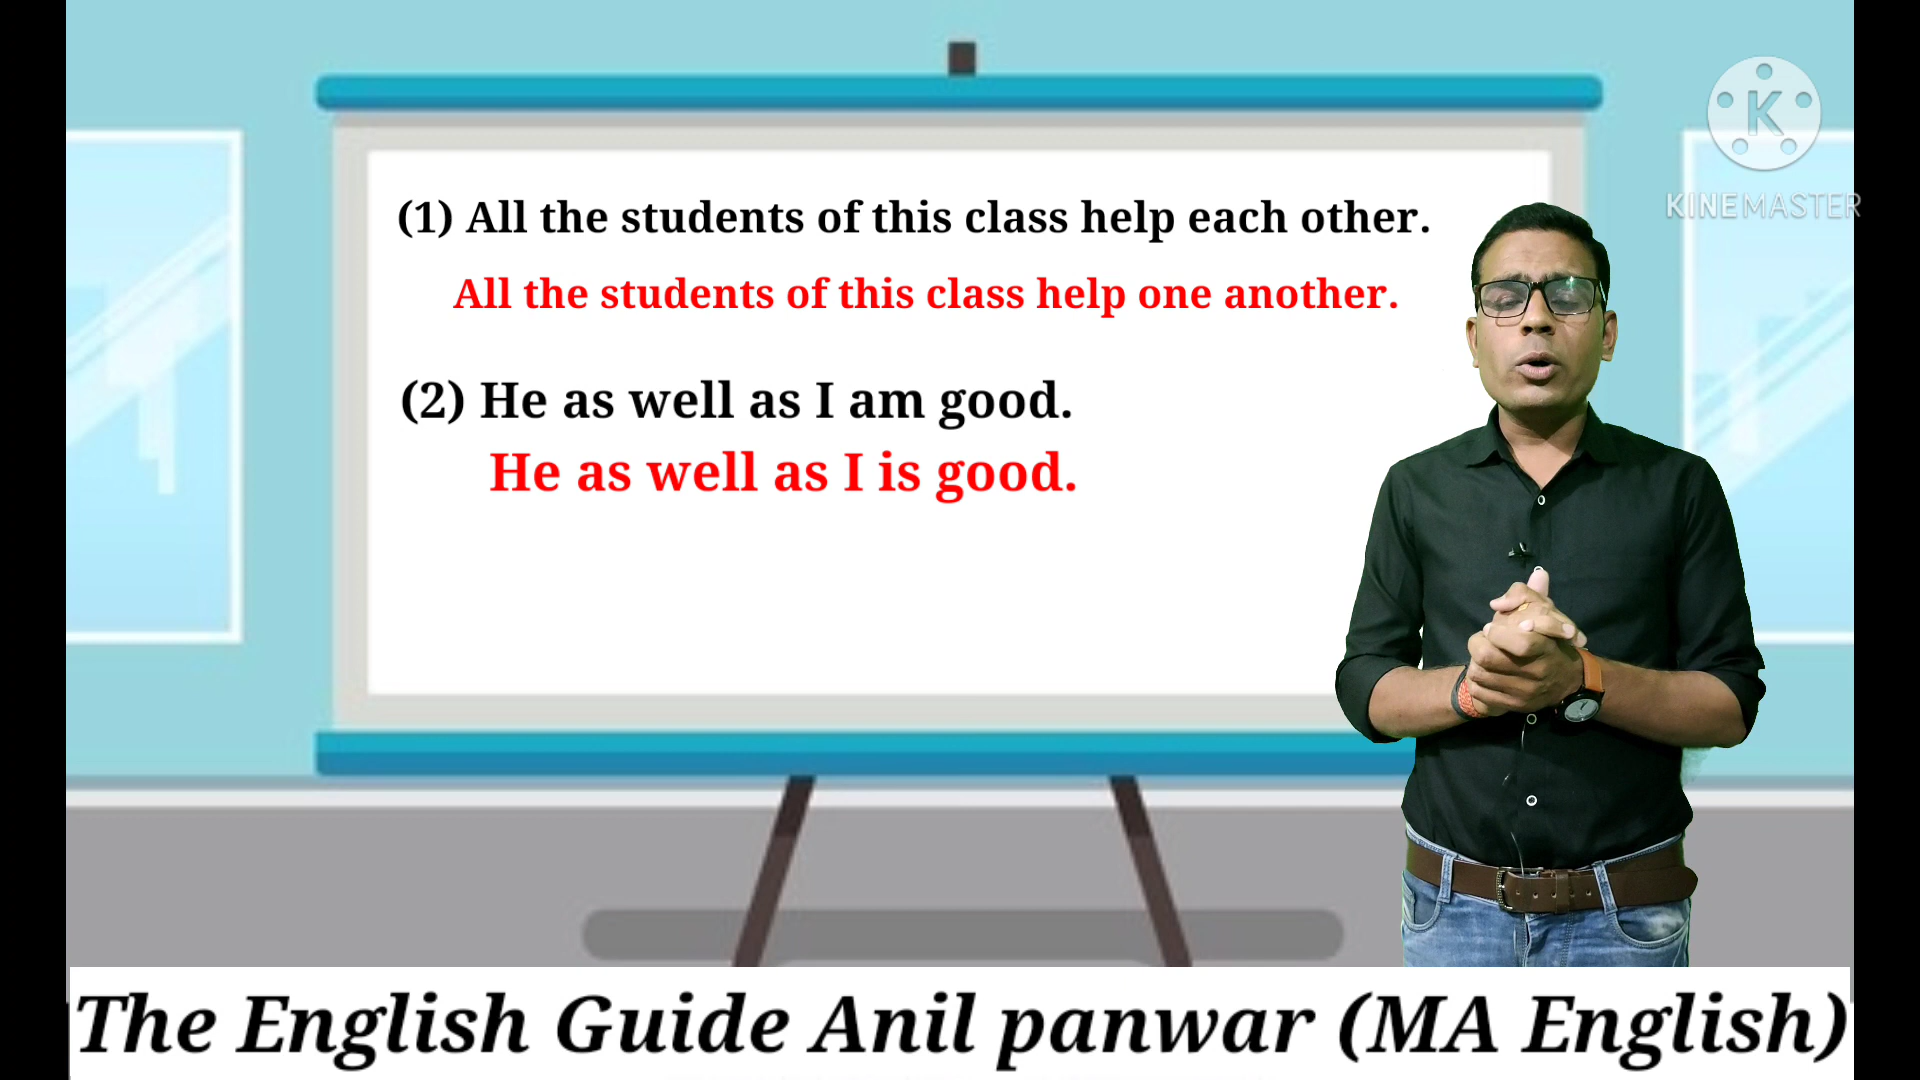 (1) All the students of this class help each other.
All the students of this class help one another.
(2) He as well as I am good.
He as well as I is good.
K
KINEMASTER
The English Guide Anil panwar (MA English)